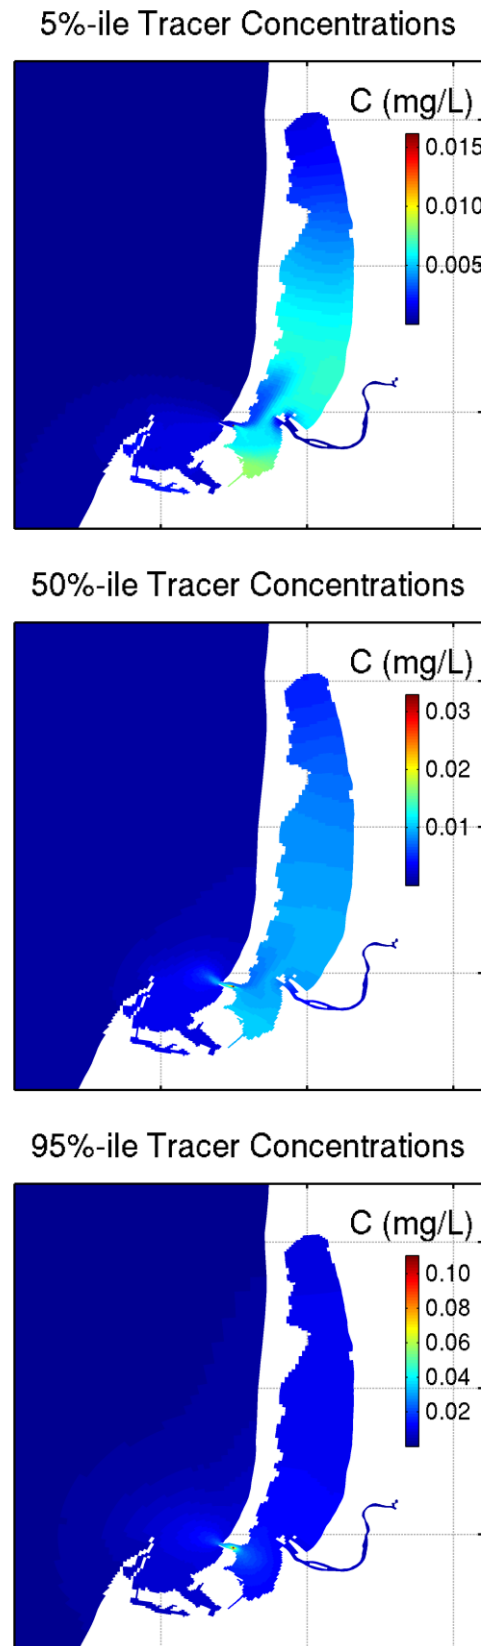 5%-ile Tracer Concentrations
C (mg/L)
0.015
0.010
0.005
50%-ile Tracer Concentrations
C (mg/L)
0.03
0.02
0.01
95%-ile Tracer Concentrations
C (mg/L)
0.10
0.08
0.06
0.04
0.02